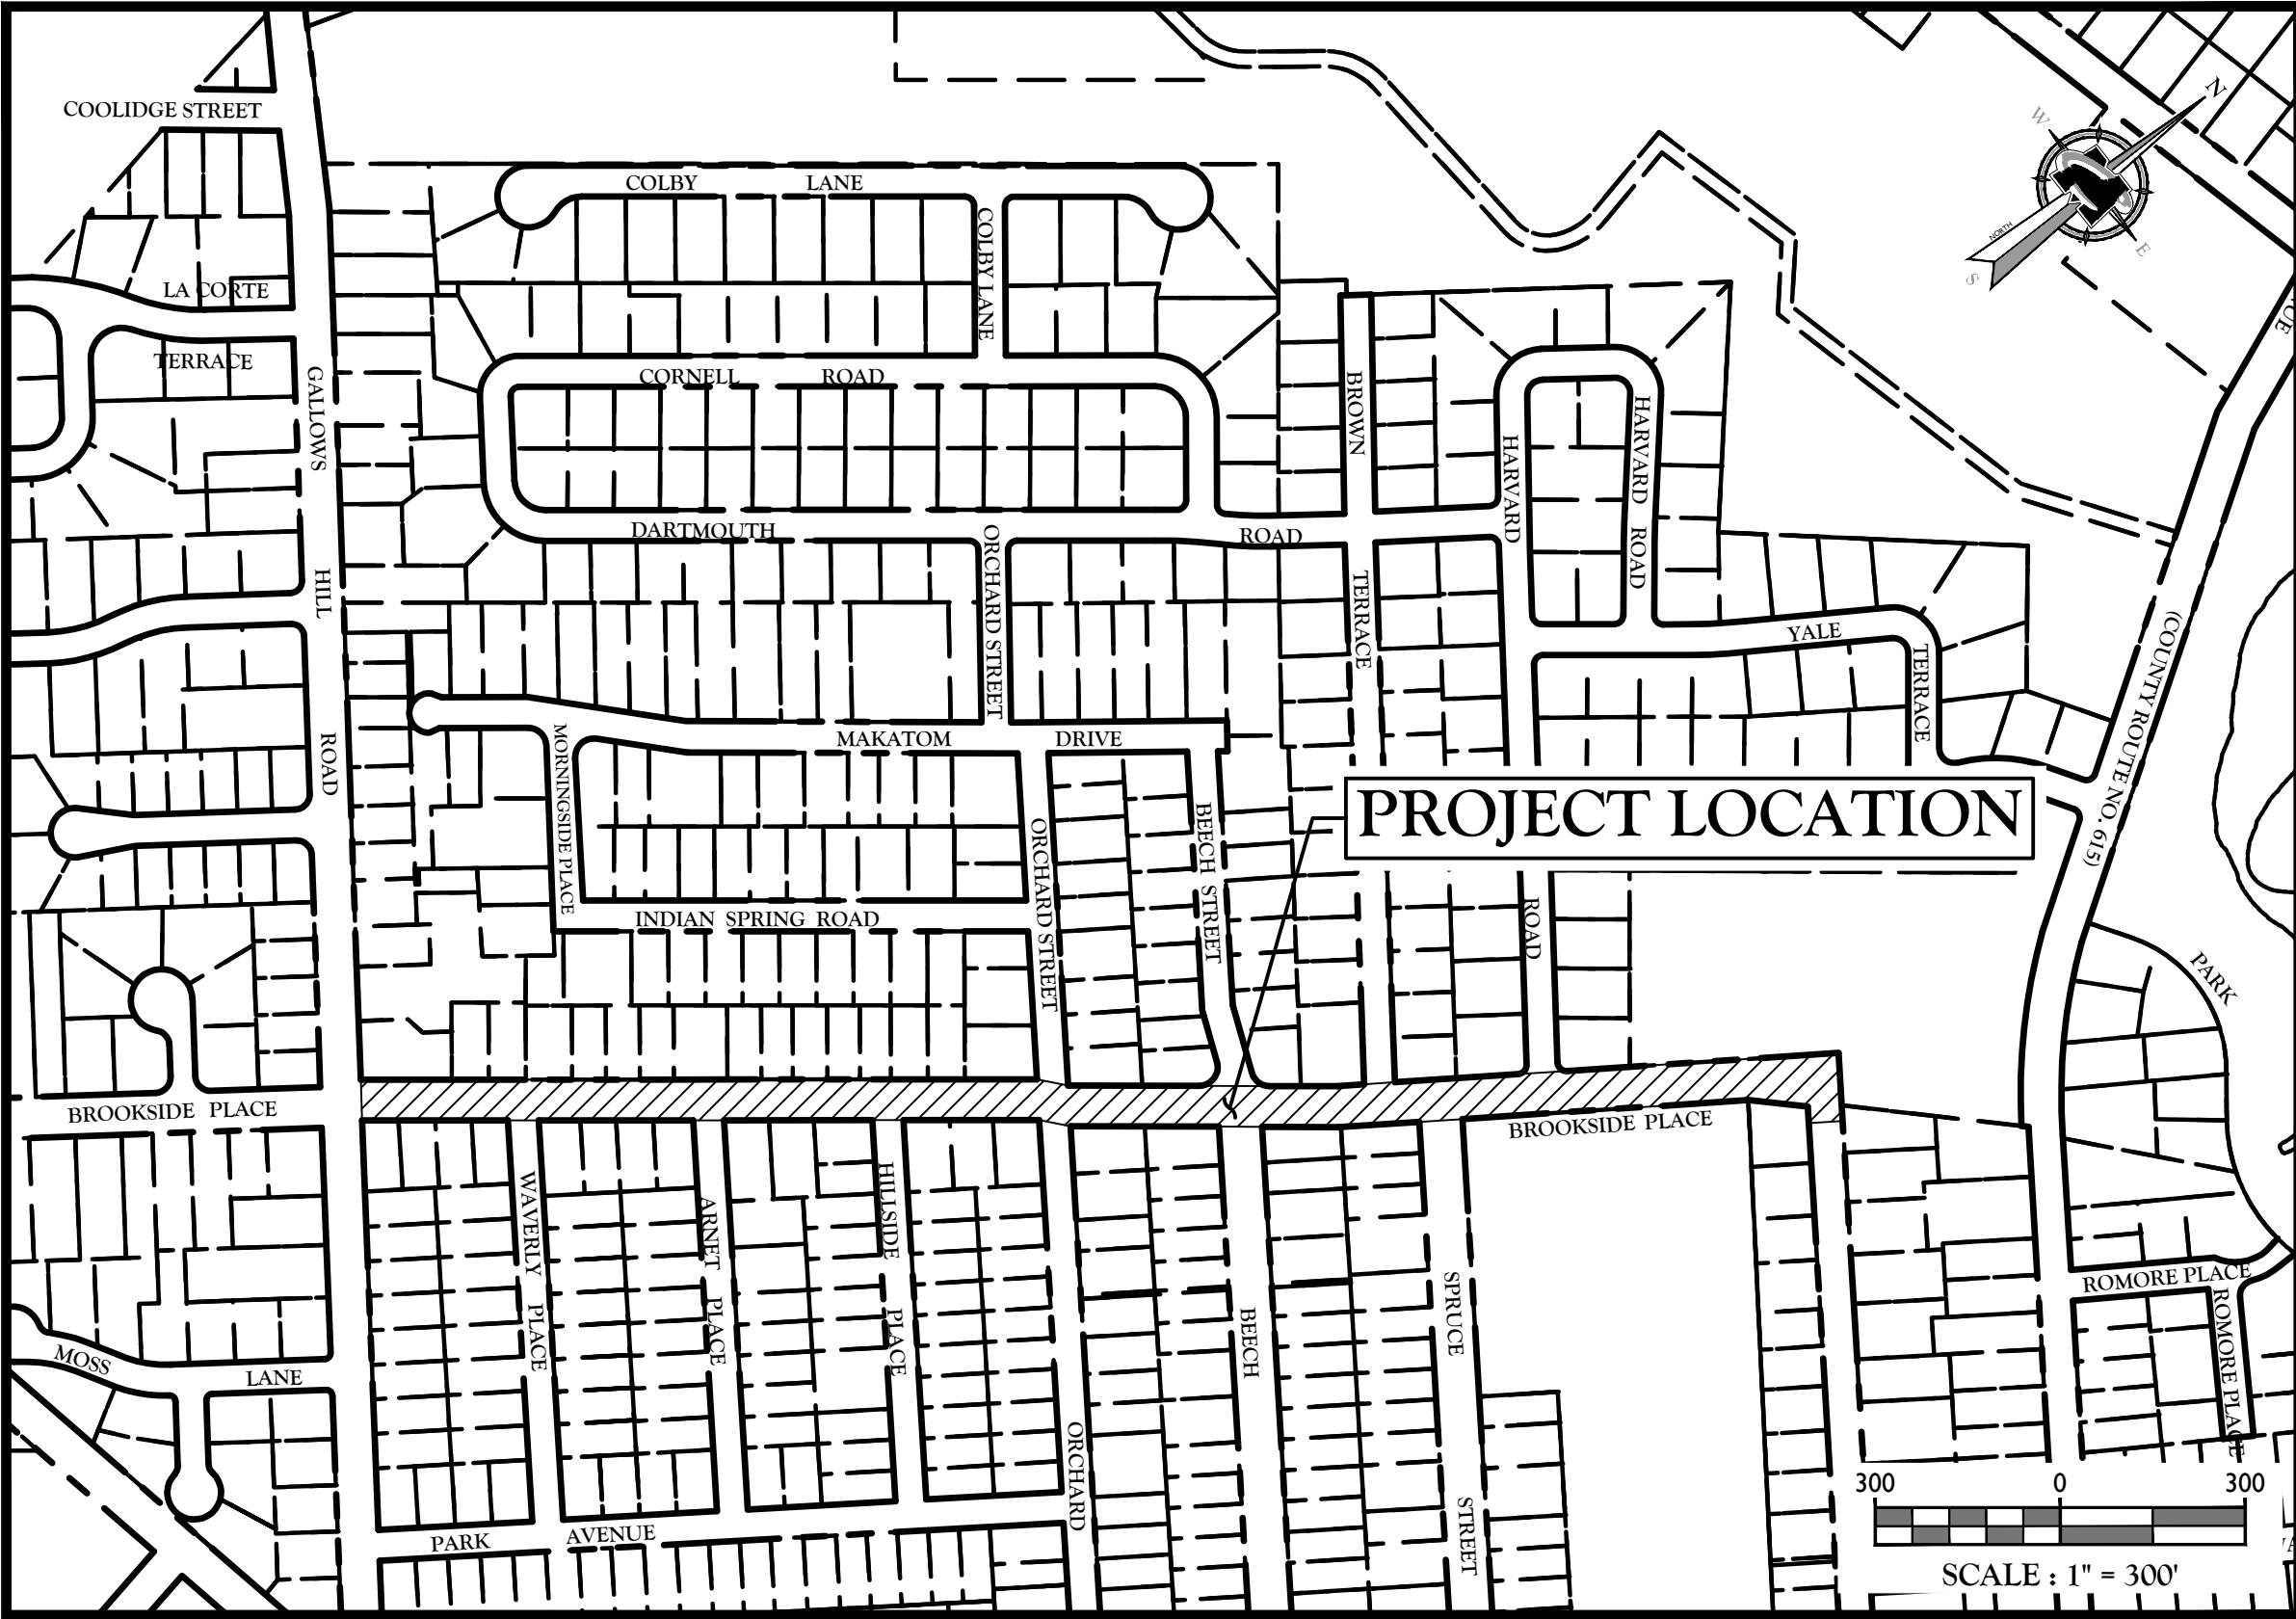 COOLIDGE STREET
COLBY LANE
COLBY LANE
N
W
E
S
NORTH
LA CORTE
TERRACE
GALLOWS
HILL
ROAD
CORNELL ROAD
BROWN
TERRACE
HARVARD
HARVARD ROAD
DARTMOUTH ROAD
ORCHARD STREET
YALE
TERRACE
(COUNTY ROUTE NO. 615)
MAKATOM DRIVE
MORNINGSIDE PLACE
PROJECT LOCATION
ORCHARD STREET
BEECH STREET
INDIAN SPRING ROAD
ROAD
PARK
BROOKSIDE PLACE
BROOKSIDE PLACE
WAVERLY PLACE
ARNET PLACE
HILLSIDE PLACE
ORCHARD
BEECH
SPRUCE
STREET
ROMORE PLACE
ROMORE PLACE
MOSS LANE
PARK AVENUE
300 0 300
SCALE : 1" = 300'